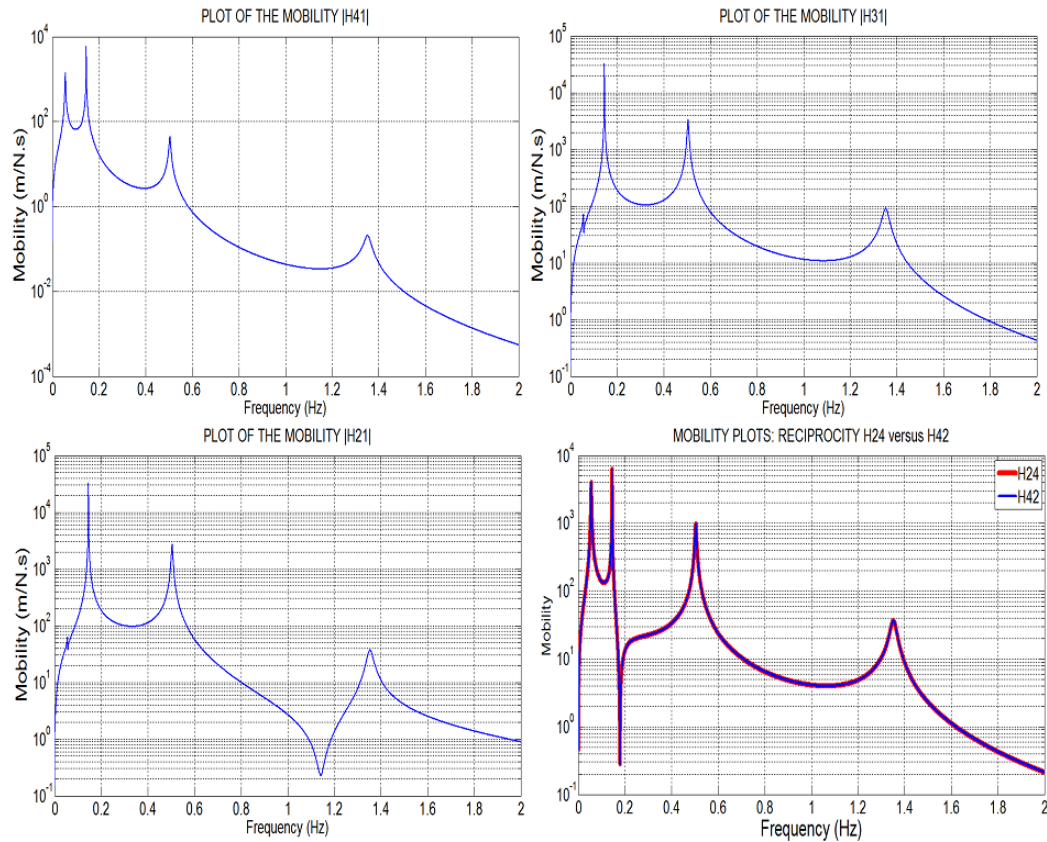 PLOT OF THE MOBILITY |H41|
10^4
10^2
10^0
10^-2
10^-4
Mobility (m/N.s)
0 0.2 0.4 0.6 0.8 1 1.2 1.4 1.6 1.8 2
Frequency (Hz)
PLOT OF THE MOBILITY |H31|
10^5
10^4
10^3
10^2
10^1
10^0
10^-1
Mobility (m/N.s)
0 0.2 0.4 0.6 0.8 1 1.2 1.4 1.6 1.8 2
Frequency (Hz)
PLOT OF THE MOBILITY |H21|
10^5
10^4
10^3
10^2
10^1
10^0
10^-1
Mobility (m/N.s)
0 0.2 0.4 0.6 0.8 1 1.2 1.4 1.6 1.8 2
Frequency (Hz)
MOBILITY PLOTS: RECIPROCITY H24 versus H42
H24
H42
10^4
10^3
10^2
10^1
10^0
10^-1
Mobility
0 0.2 0.4 0.6 0.8 1 1.2 1.4 1.6 1.8 2
Frequency (Hz)